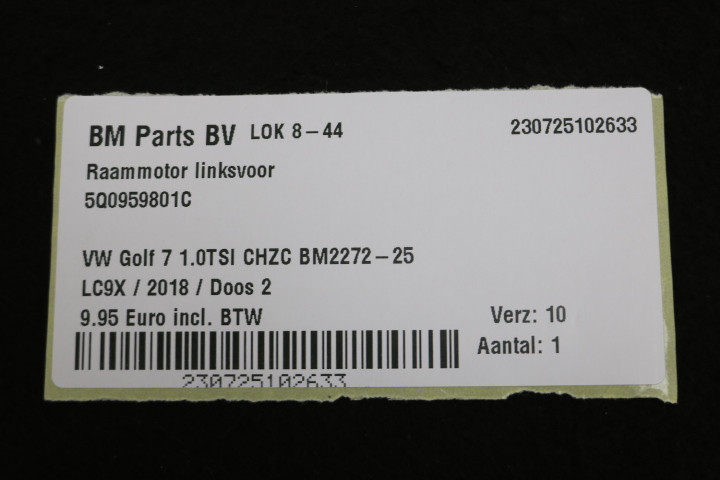 BM Parts BV LOK 8-44 230725102633
Raammotor linksvoor
5Q0959801C
VW Golf 7 1.0TSI CHZC BM2272-25
LC9X / 2018 / Doos 2
9.95 Euro incl. BTW Verz: 10
Aantal: 1
230725102633